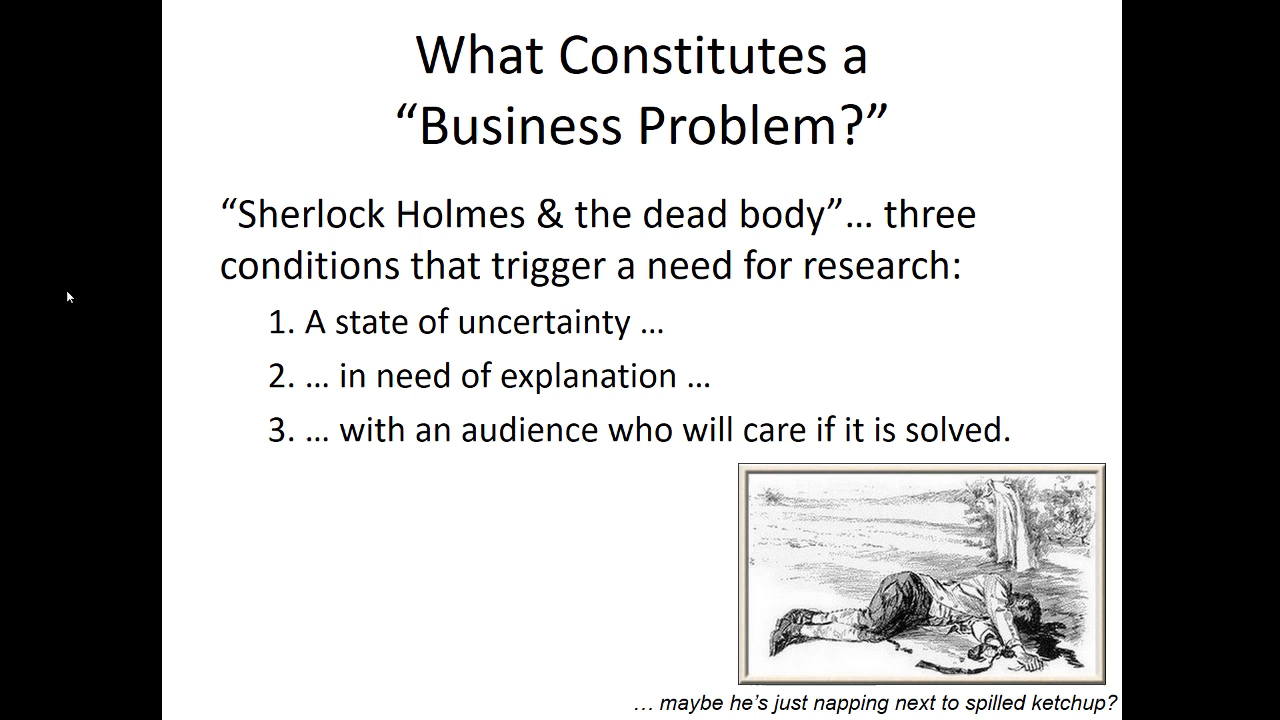 What Constitutes a
“Business Problem?”
“Sherlock Holmes & the dead body”… three
conditions that trigger a need for research:
1. A state of uncertainty …
2. … in need of explanation …
3. … with an audience who will care if it is solved.
… maybe he’s just napping next to spilled ketchup?